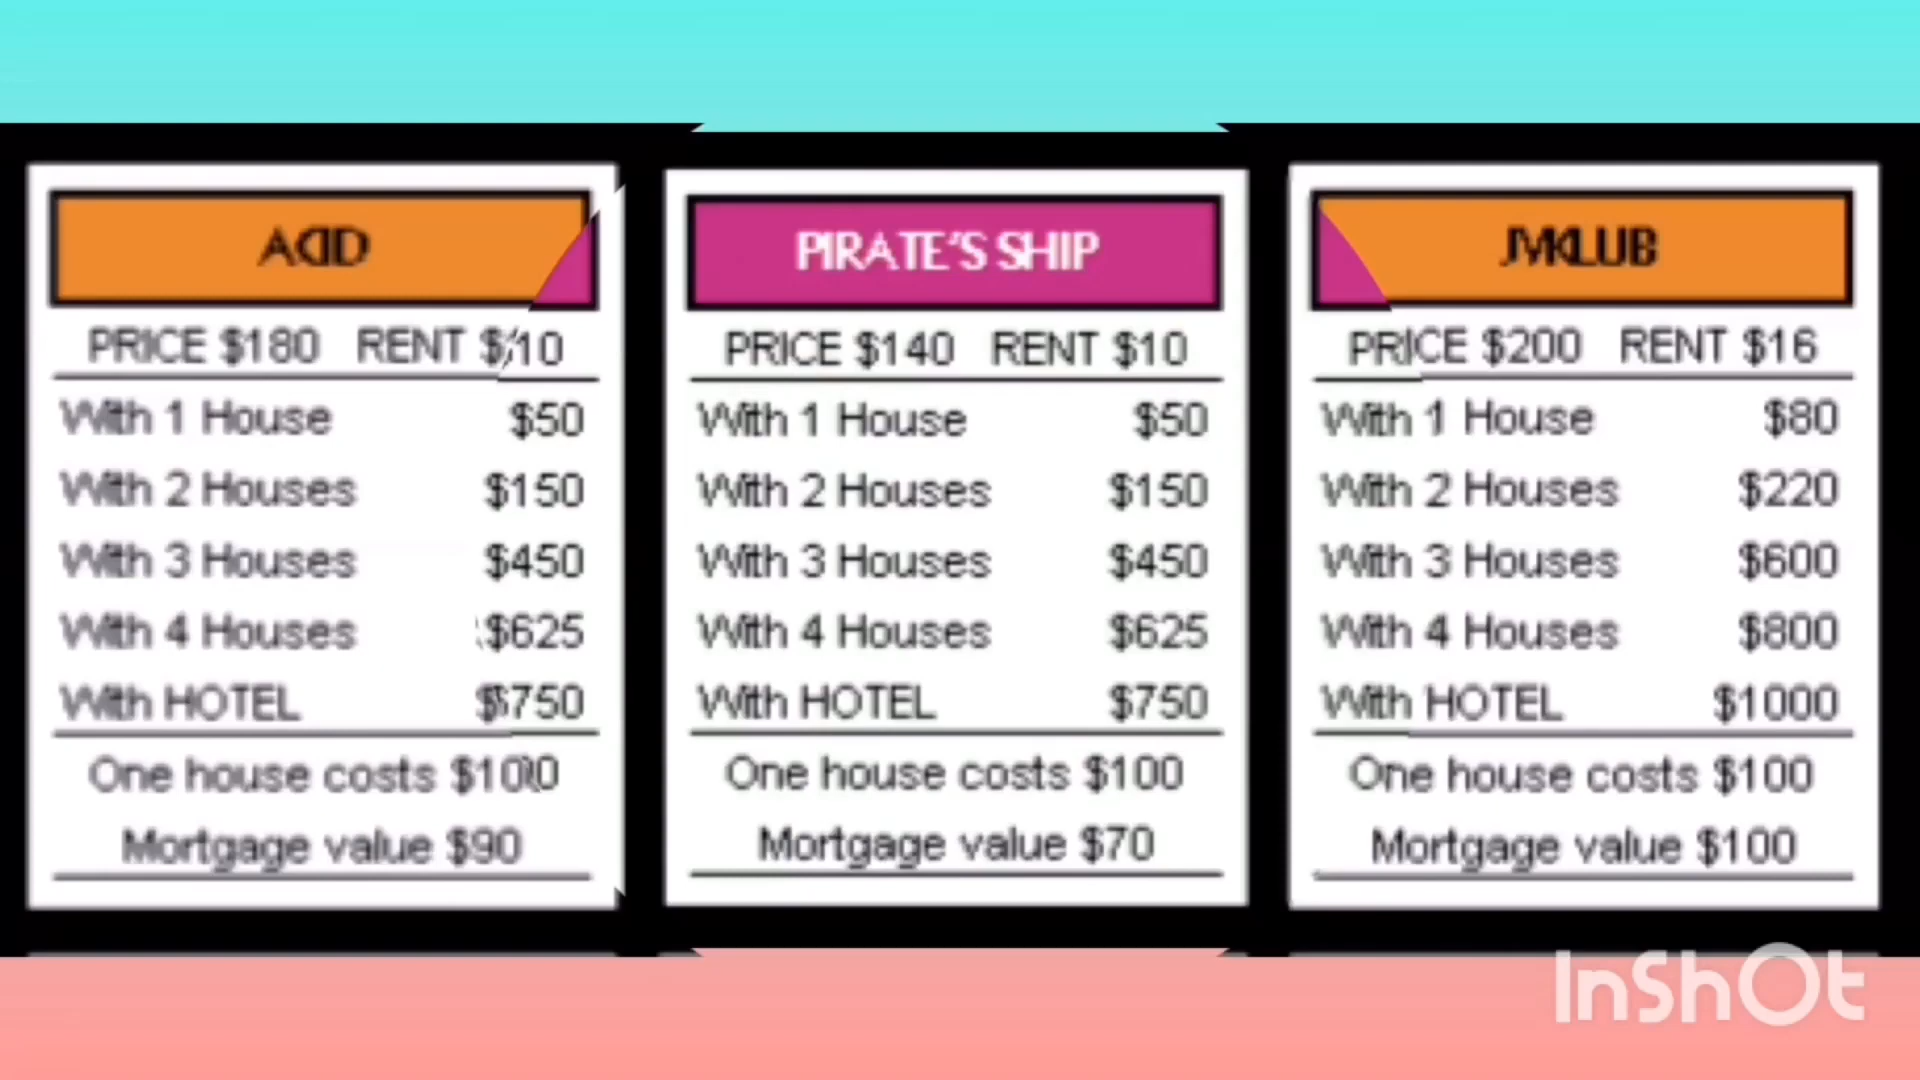 ACID
PRICE $180 RENT $10
With 1 House $50
With 2 Houses $150
With 3 Houses $450
With 4 Houses $625
With HOTEL $750
One house costs $100
Mortgage value $90
PIRATE'S SHIP
PRICE $140 RENT $10
With 1 House $50
With 2 Houses $150
With 3 Houses $450
With 4 Houses $625
With HOTEL $750
One house costs $100
Mortgage value $70
PRICE $200 RENT $16
With 1 House $80
With 2 Houses $220
With 3 Houses $600
With 4 Houses $800
With HOTEL $1000
One house costs $100
Mortgage value $100
InShOt